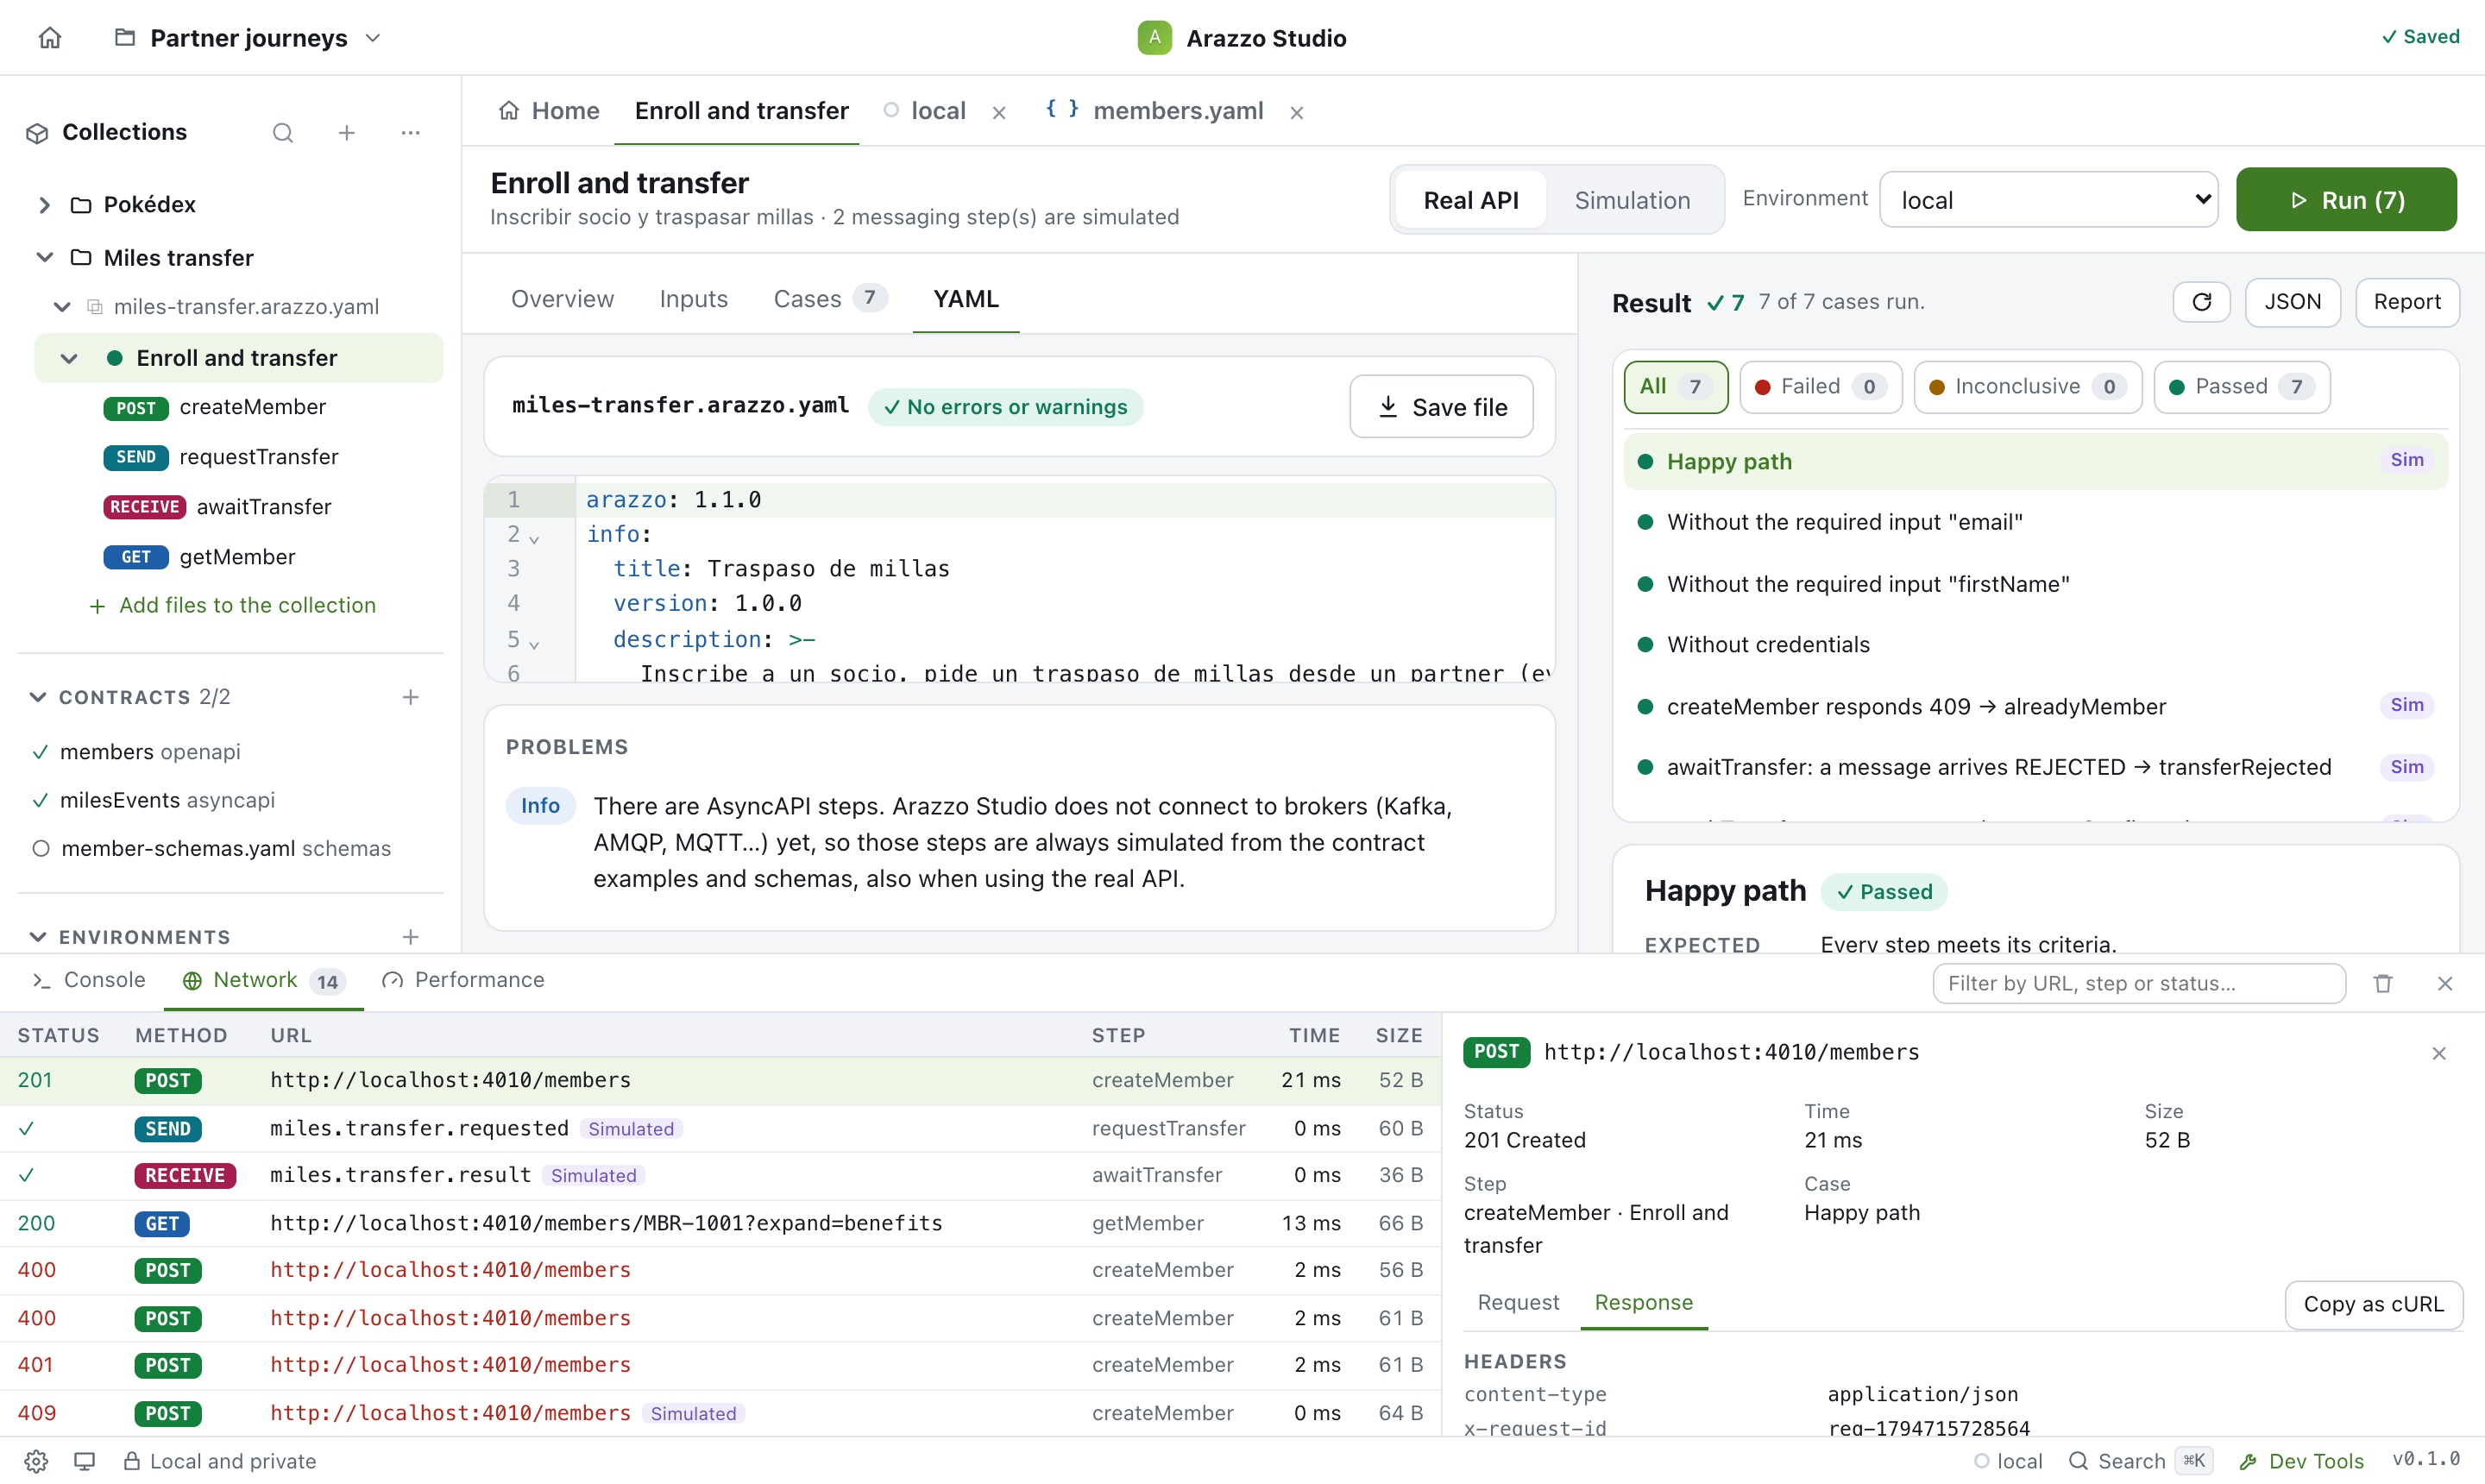 Partner journeys
A Arazzo Studio
Saved
Collections
Pokédex
Miles transfer
miles-transfer.arazzo.yaml
Enroll and transfer
POST createMember
SEND requestTransfer
RECEIVE awaitTransfer
GET getMember
Add files to the collection
CONTRACTS 2/2
members openapi
milesEvents asyncapi
member-schemas.yaml schemas
ENVIRONMENTS
Home Enroll and transfer local members.yaml
Enroll and transfer
Inscribir socio y traspasar millas · 2 messaging step(s) are simulated
Real API Simulation Environment local Run (7)
Overview Inputs Cases 7 YAML
miles-transfer.arazzo.yaml No errors or warnings Save file
1 arazzo: 1.1.0
2 info:
3 title: Traspaso de millas
4 version: 1.0.0
5 description: >-
6 Inscribe a un socio, pide un traspaso de millas desde un partner (ev
PROBLEMS
Info There are AsyncAPI steps. Arazzo Studio does not connect to brokers (Kafka,
AMQP, MQTT…) yet, so those steps are always simulated from the contract
examples and schemas, also when using the real API.
Result 7 7 of 7 cases run. JSON Report
All 7 Failed 0 Inconclusive 0 Passed 7
Happy path Sim
Without the required input "email"
Without the required input "firstName"
Without credentials
createMember responds 409 → alreadyMember Sim
awaitTransfer: a message arrives REJECTED → transferRejected Sim
Happy path Passed
EXPECTED Every step meets its criteria.
Console Network 14 Performance Filter by URL, step or status…
STATUS METHOD URL STEP TIME SIZE
201 POST http://localhost:4010/members createMember 21 ms 52 B
SEND miles.transfer.requested Simulated requestTransfer 0 ms 60 B
RECEIVE miles.transfer.result Simulated awaitTransfer 0 ms 36 B
200 GET http://localhost:4010/members/MBR-1001?expand=benefits getMember 13 ms 66 B
400 POST http://localhost:4010/members createMember 2 ms 56 B
400 POST http://localhost:4010/members createMember 2 ms 61 B
401 POST http://localhost:4010/members createMember 2 ms 61 B
409 POST http://localhost:4010/members Simulated createMember 0 ms 64 B
POST http://localhost:4010/members
Status Time Size
201 Created 21 ms 52 B
Step Case
createMember · Enroll and Happy path
transfer
Request Response Copy as cURL
HEADERS
content-type application/json
x-request-id req-1794715728564
Local and private local Search ⌘K Dev Tools v0.1.0